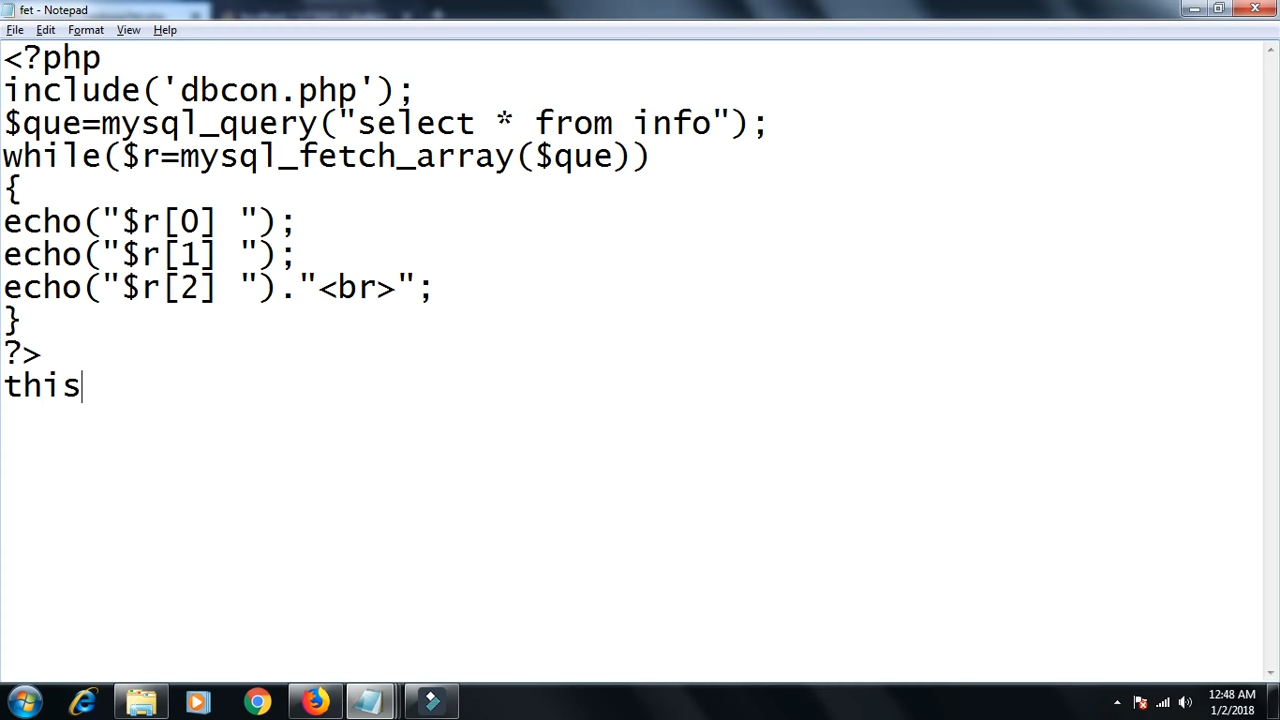 fet - Notepad
File Edit Format View Help
<?php
include('dbcon.php');
$que=mysql_query("select * from info");
while($r=mysql_fetch_array($que))
{
echo("$r[0] ");
echo("$r[1] ");
echo("$r[2] ")."<br>";
}
?>
this
12:48 AM
1/2/2018